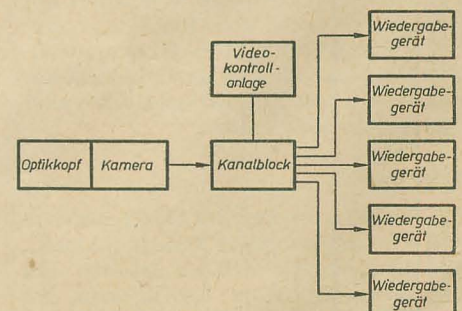 Wiedergabe-
gerät
Video-
kontroll-
anlage
Wiedergabe-
gerät
Optikkopf
Kamera
Kanalblock
Wiedergabe-
gerät
Wiedergabe-
gerät
Wiedergabe-
gerät